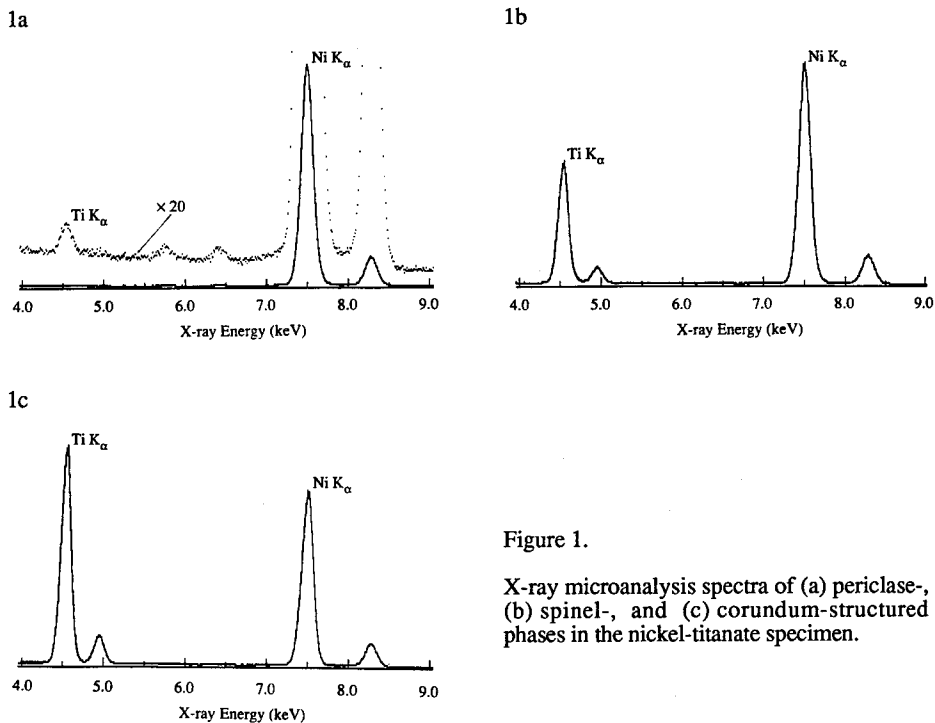 1a
Ni Kα
Ti Kα
×20
4.0 5.0 6.0 7.0 8.0 9.0
X-ray Energy (keV)
1b
Ni Kα
Ti Kα
4.0 5.0 6.0 7.0 8.0 9.0
X-ray Energy (keV)
1c
Ti Kα
Ni Kα
4.0 5.0 6.0 7.0 8.0 9.0
X-ray Energy (keV)
Figure 1.
X-ray microanalysis spectra of (a) periclase-,
(b) spinel-, and (c) corundum-structured
phases in the nickel-titanate specimen.